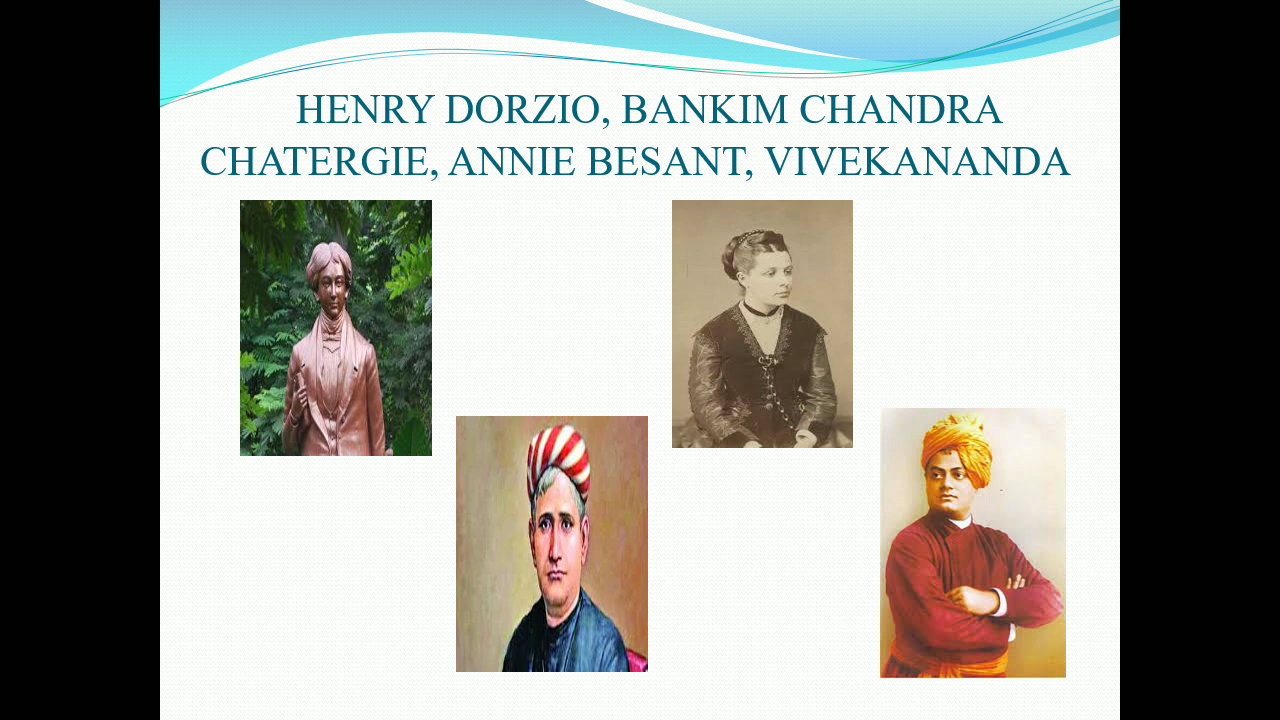 HENRY DORZIO, BANKIM CHANDRA
CHATERGIE, ANNIE BESANT, VIVEKANANDA